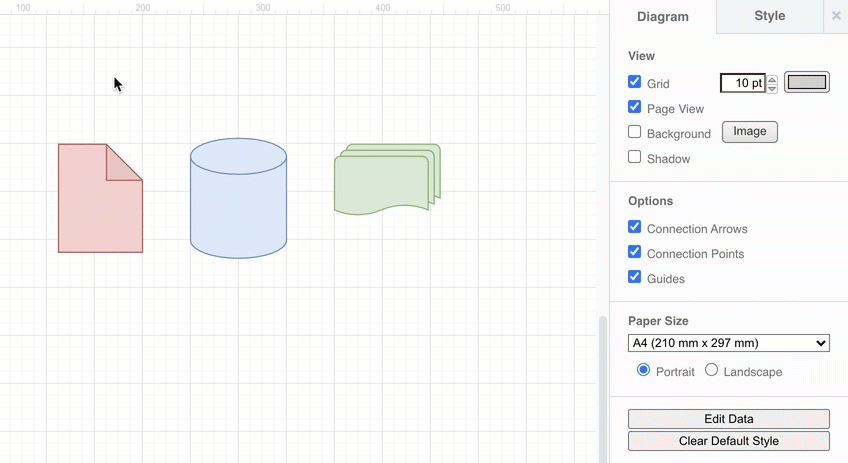 100 200 300 400 500
Diagram Style
View
Grid 10 pt
Page View
Background Image
Shadow
Options
Connection Arrows
Connection Points
Guides
Paper Size
A4 (210 mm x 297 mm)
Portrait Landscape
Edit Data
Clear Default Style